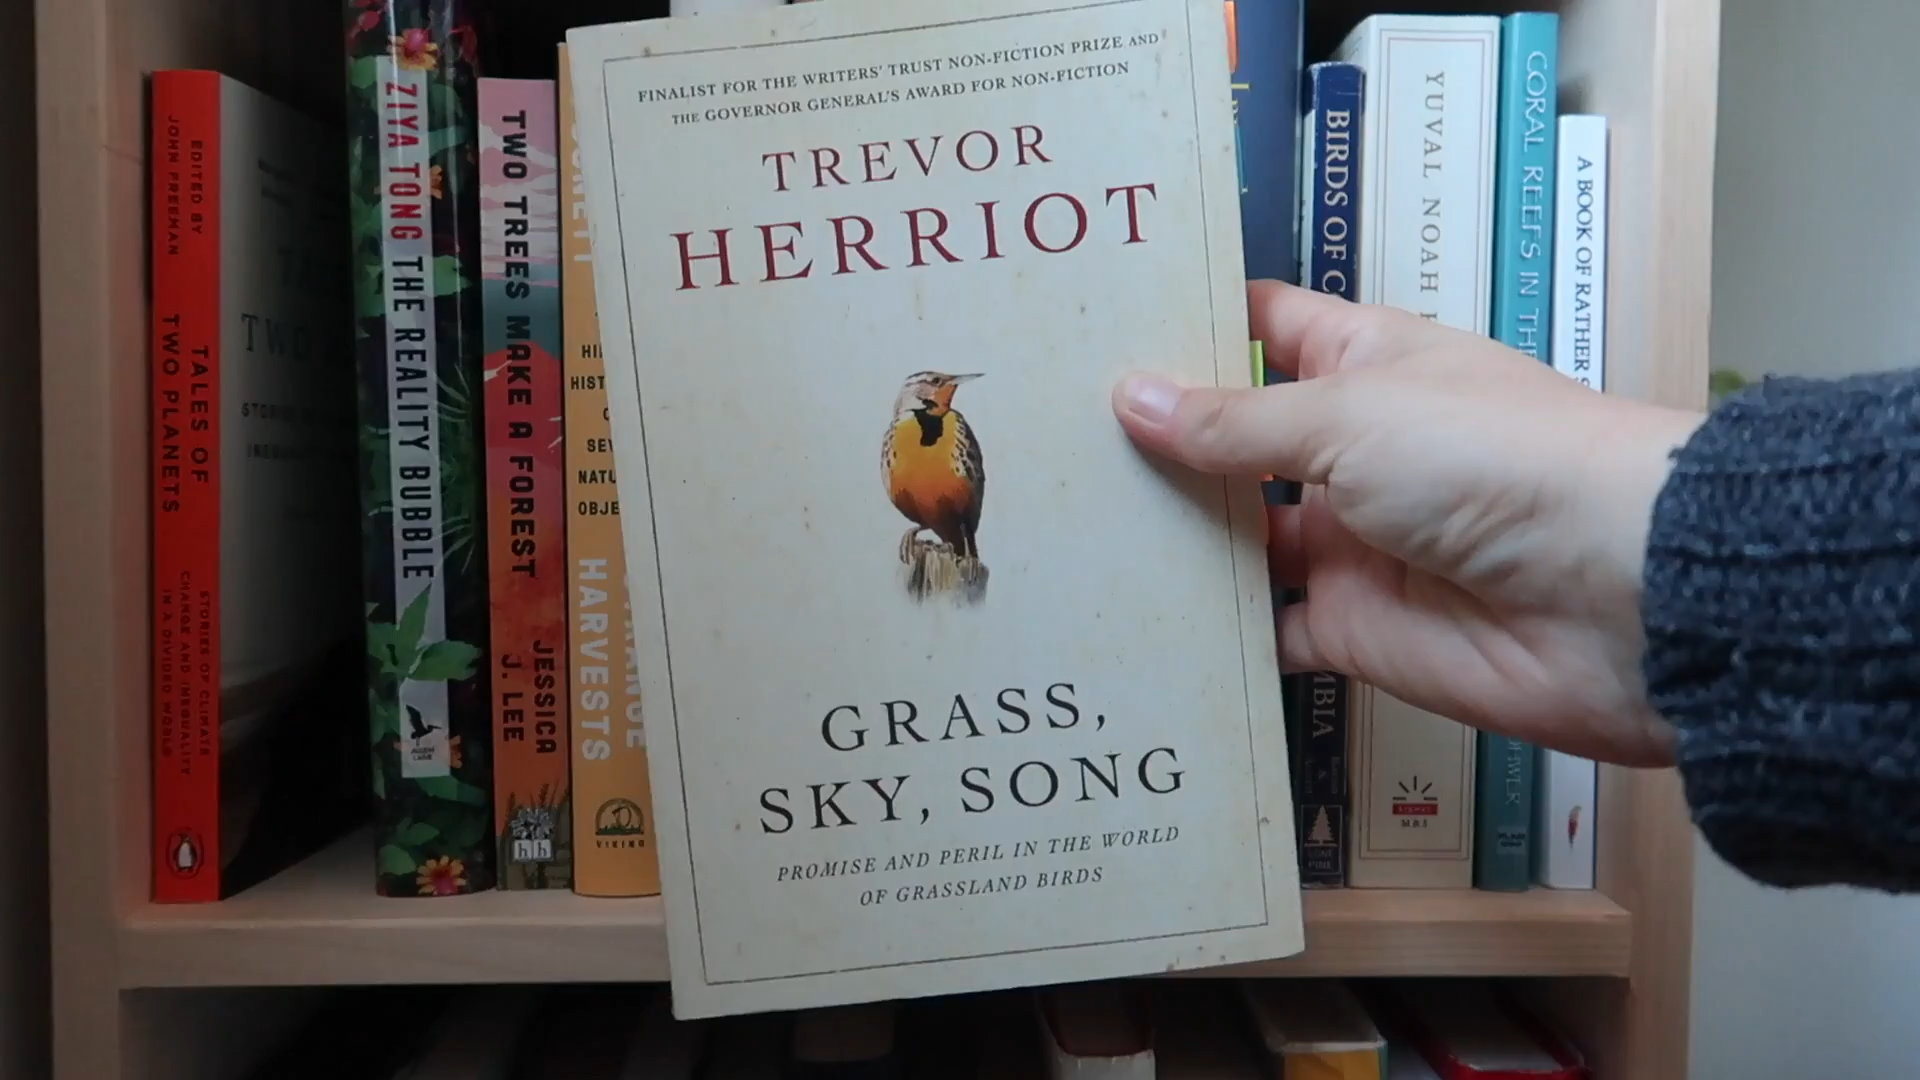 EDITED BY
JOHN FREEMAN
TALES OF
TWO PLANETS
STORIES OF CLIMATE
CHANGE AND INEQUALITY
IN A DIVIDED WORLD
ZIYA TONG THE REALITY BUBBLE
TWO TREES MAKE A FOREST
JESSICA
J. LEE
hh
HARVESTS
VIKING
FINALIST FOR THE WRITERS' TRUST NON-FICTION PRIZE AND
THE GOVERNOR GENERAL'S AWARD FOR NON-FICTION
TREVOR
HERRIOT
GRASS,
SKY, SONG
PROMISE AND PERIL IN THE WORLD
OF GRASSLAND BIRDS
BIRDS OF
LONE
PINE
YUVAL NOAH
CORAL REEFS IN THE
A BOOK OF RATHER